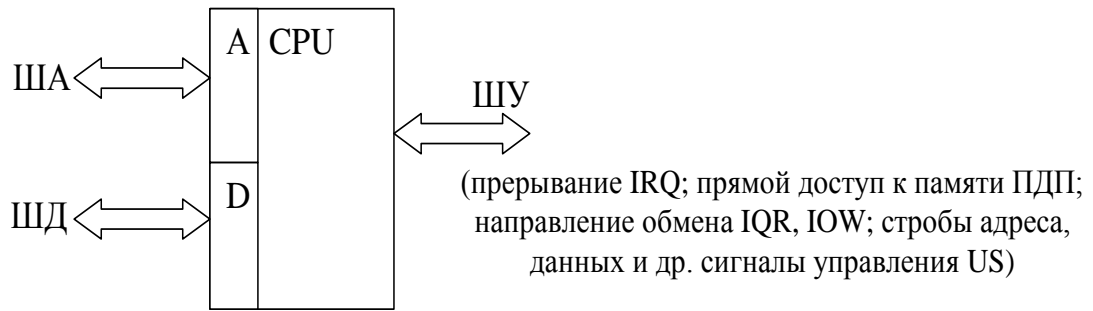 A CPU
ША
ШУ
ШД
D
(прерывание IRQ; прямой доступ к памяти ПДП;
направление обмена IQR, IOW; стробы адреса,
данных и др. сигналы управления US)